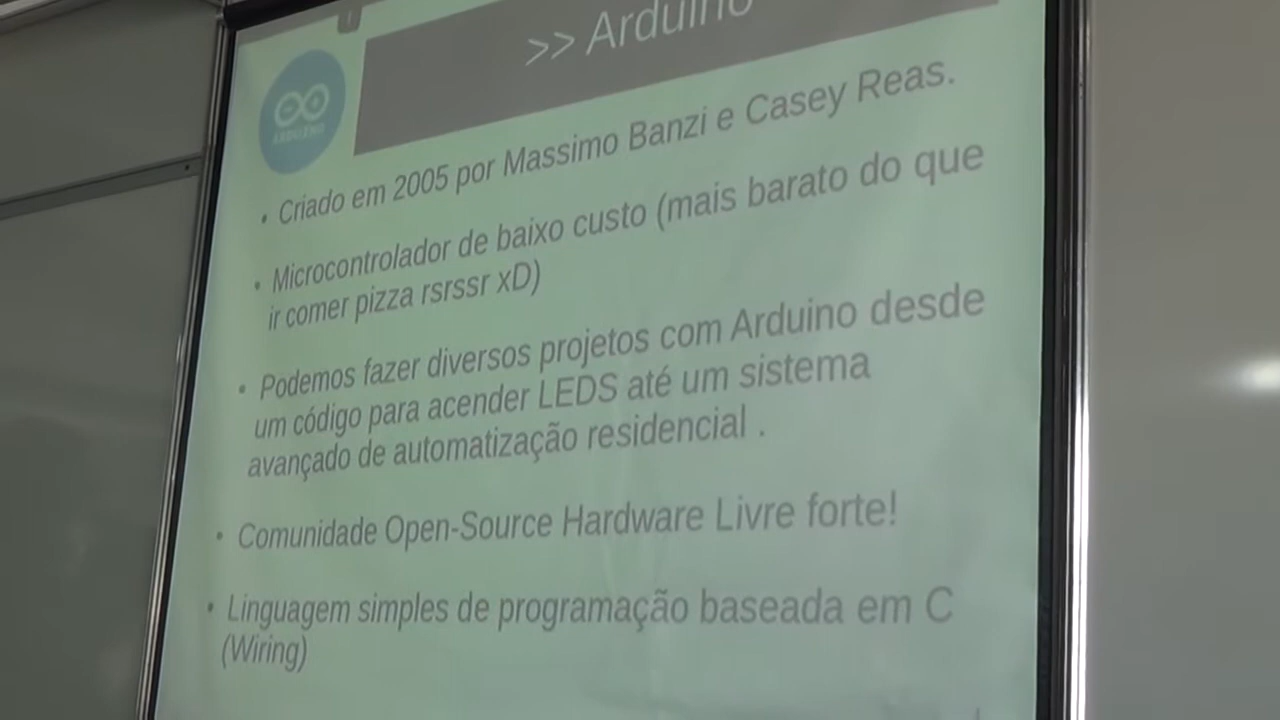 >> Arduino
ARDUINO
• Criado em 2005 por Massimo Banzi e Casey Reas.
• Microcontrolador de baixo custo (mais barato do que
ir comer pizza rsrssr xD)
• Podemos fazer diversos projetos com Arduino desde
um código para acender LEDS até um sistema
avançado de automatização residencial .
• Comunidade Open-Source Hardware Livre forte!
• Linguagem simples de programação baseada em C
(Wiring)